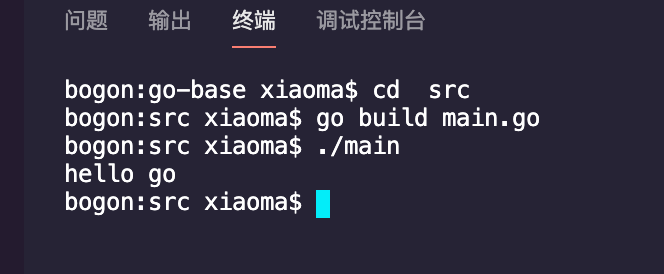 问题 输出 终端 调试控制台
bogon:go-base xiaoma$ cd  src
bogon:src xiaoma$ go build main.go
bogon:src xiaoma$ ./main
hello go
bogon:src xiaoma$